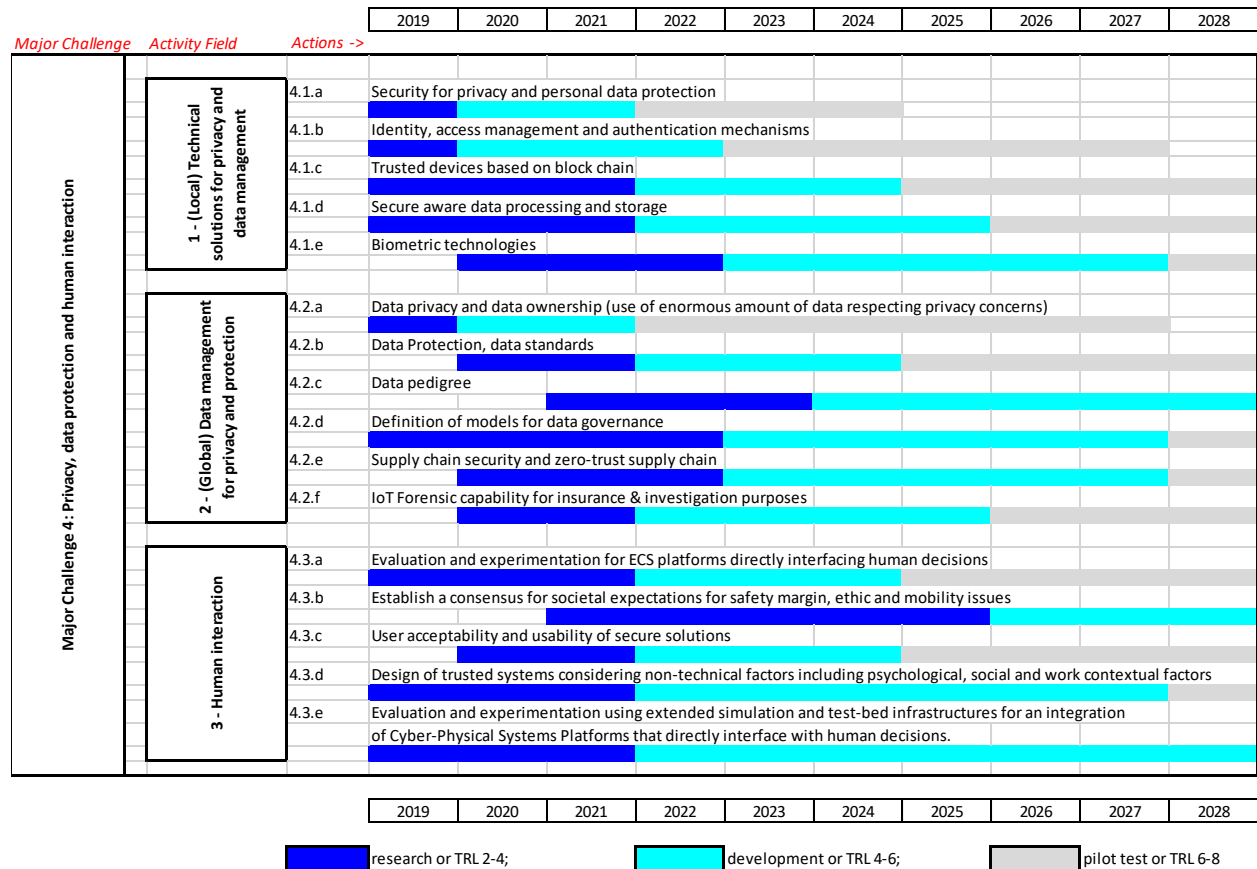 2019 2020 2021 2022 2023 2024 2025 2026 2027 2028
Major Challenge Activity Field Actions ->
Major Challenge 4: Privacy, data protection and human interaction
1 - (Local) Technical
solutions for privacy and
data management
4.1.a Security for privacy and personal data protection
4.1.b Identity, access management and authentication mechanisms
4.1.c Trusted devices based on block chain
4.1.d Secure aware data processing and storage
4.1.e Biometric technologies
2 - (Global) Data management
for privacy and protection
4.2.a Data privacy and data ownership (use of enormous amount of data respecting privacy concerns)
4.2.b Data Protection, data standards
4.2.c Data pedigree
4.2.d Definition of models for data governance
4.2.e Supply chain security and zero-trust supply chain
4.2.f IoT Forensic capability for insurance & investigation purposes
3 - Human interaction
4.3.a Evaluation and experimentation for ECS platforms directly interfacing human decisions
4.3.b Establish a consensus for societal expectations for safety margin, ethic and mobility issues
4.3.c User acceptability and usability of secure solutions
4.3.d Design of trusted systems considering non-technical factors including psychological, social and work contextual factors
4.3.e Evaluation and experimentation using extended simulation and test-bed infrastructures for an integration
of Cyber-Physical Systems Platforms that directly interface with human decisions.
2019 2020 2021 2022 2023 2024 2025 2026 2027 2028
research or TRL 2-4; development or TRL 4-6; pilot test or TRL 6-8